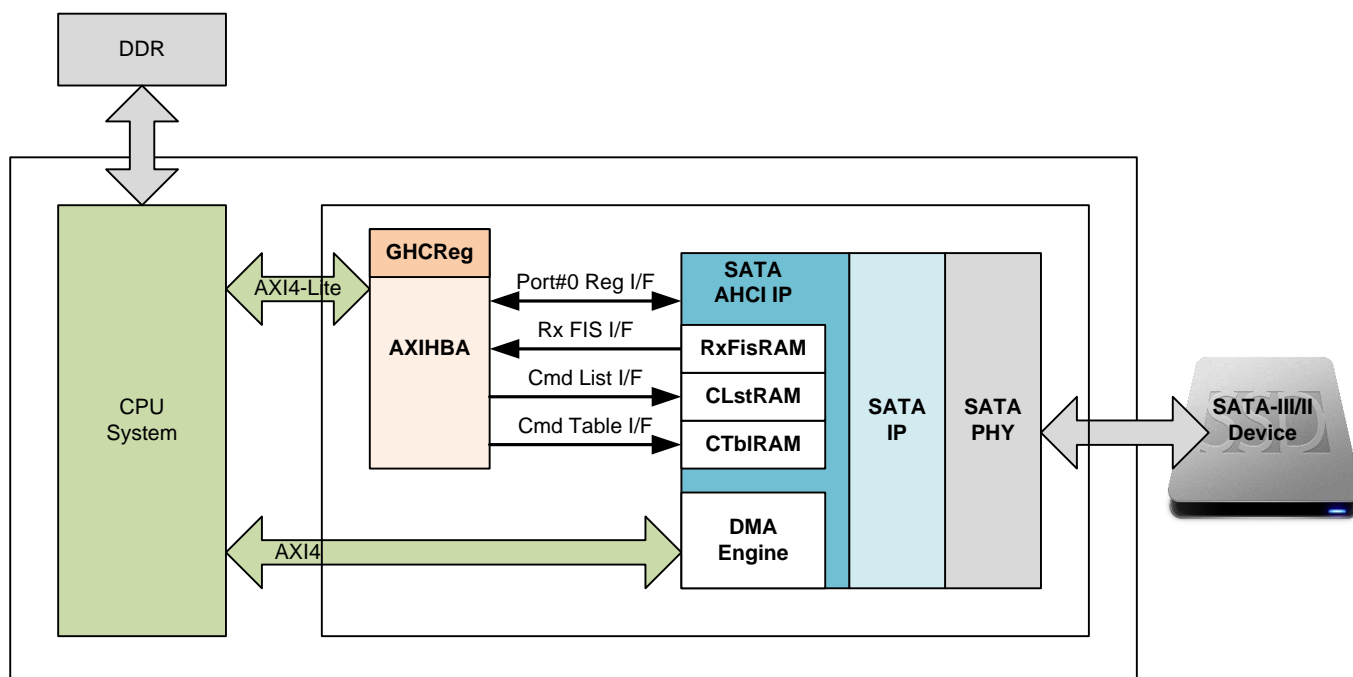 DDR
CPU
System
AXI4-Lite
AXI4
GHCReg
AXIHBA
Port#0 Reg I/F
Rx FIS I/F
Cmd List I/F
Cmd Table I/F
SATA
AHCI IP
RxFisRAM
CLstRAM
CTblRAM
DMA
Engine
SATA
IP
SATA
PHY
SATA-III/II
Device
SSD